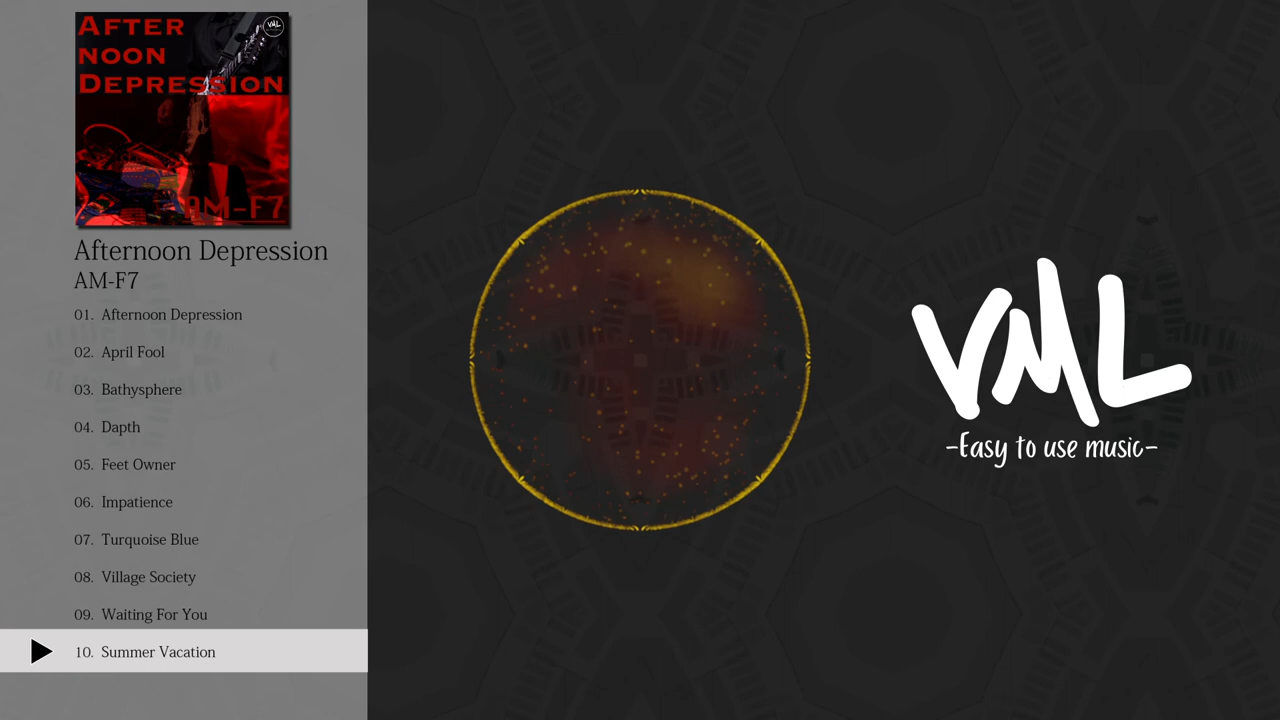 AFTER
NOON
DEPRESSION
VML
AM-F7
Afternoon Depression
AM-F7
01. Afternoon Depression
02. April Fool
03. Bathysphere
04. Dapth
05. Feet Owner
06. Impatience
07. Turquoise Blue
08. Village Society
09. Waiting For You
10. Summer Vacation
VML
-Easy to use music-